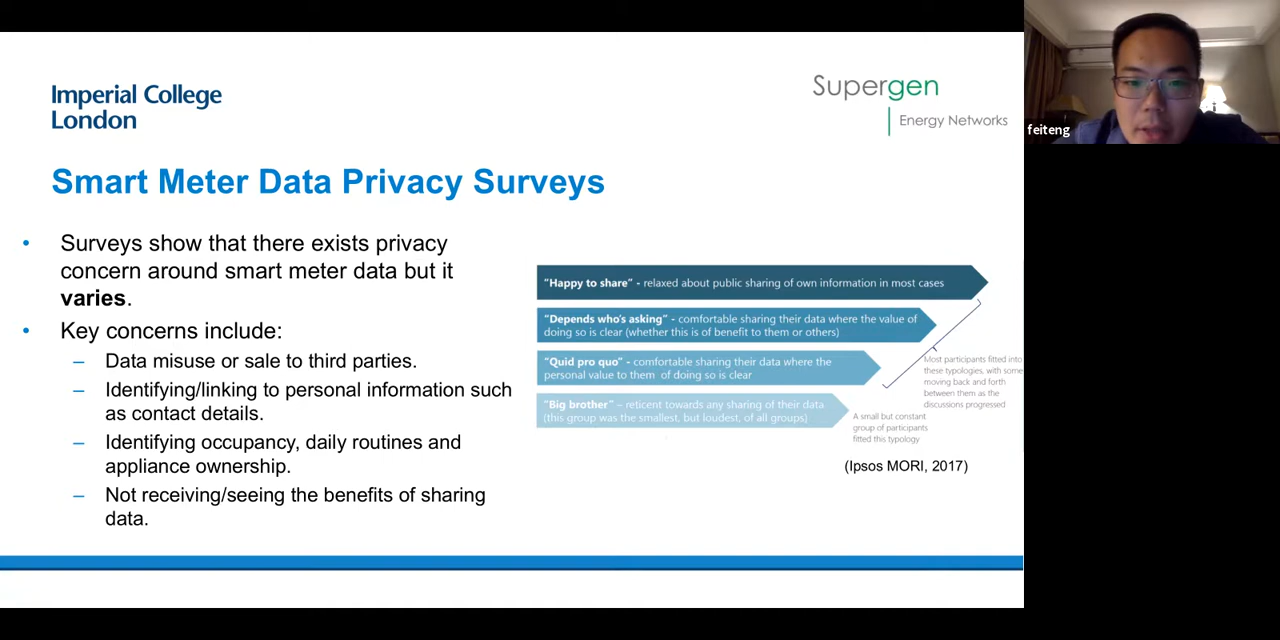 Imperial College
London
Supergen
Energy Networks
feiteng
Smart Meter Data Privacy Surveys
• Surveys show that there exists privacy
concern around smart meter data but it
varies.
• Key concerns include:
– Data misuse or sale to third parties.
– Identifying/linking to personal information such
as contact details.
– Identifying occupancy, daily routines and
appliance ownership.
– Not receiving/seeing the benefits of sharing
data.
"Happy to share" - relaxed about public sharing of own information in most cases
"Depends who's asking" - comfortable sharing their data where the value of
doing so is clear (whether this is of benefit to them or others)
"Quid pro quo" - comfortable sharing their data where the
personal value to them of doing so is clear
"Big brother" – reticent towards any sharing of their data
(this group was the smallest, but loudest, of all groups)
Most participants fitted into
these typologies, with some
moving back and forth
between them as the
discussions progressed
A small but constant
group of participants
fitted this typology
(Ipsos MORI, 2017)